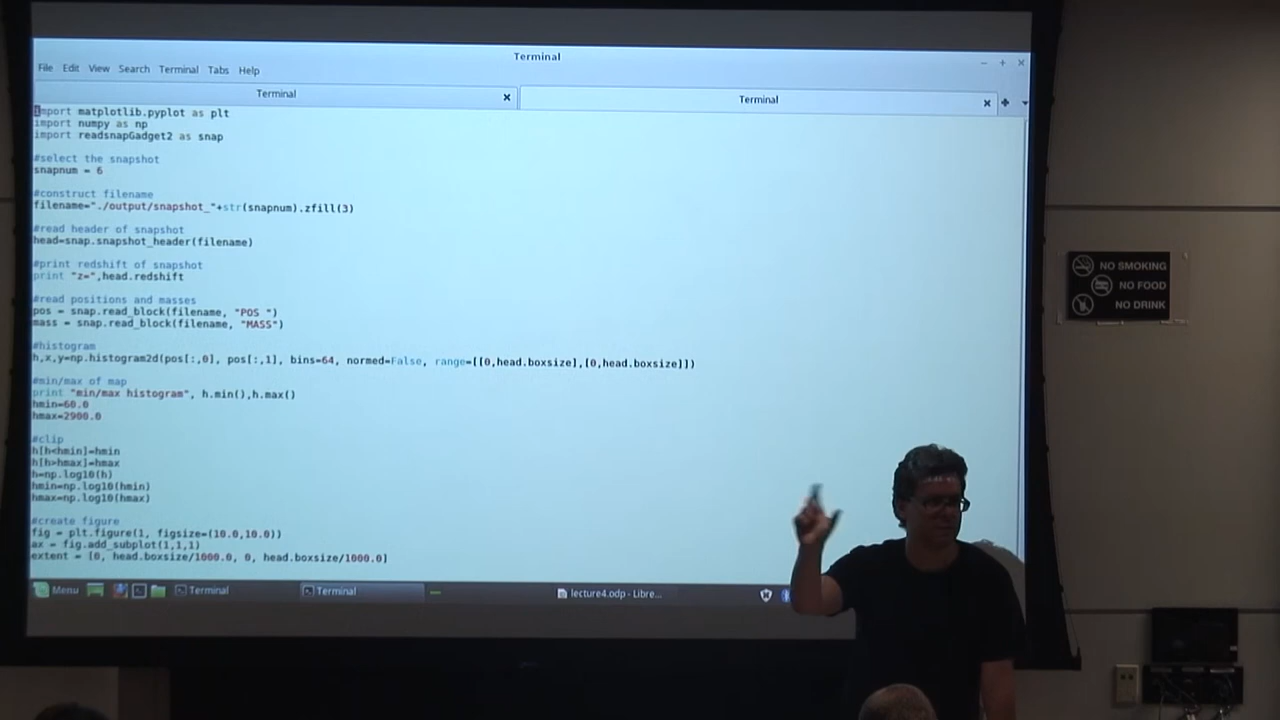 Terminal
File Edit View Search Terminal Tabs Help
Terminal
Terminal
import matplotlib.pyplot as plt
import numpy as np
import readsnapGadget2 as snap
#select the snapshot
snapnum = 6
#construct filename
filename="./output/snapshot_"+str(snapnum).zfill(3)
#read header of snapshot
head=snap.snapshot_header(filename)
#print redshift of snapshot
print "z=",head.redshift
#read positions and masses
pos = snap.read_block(filename, "POS ")
mass = snap.read_block(filename, "MASS")
#histogram
h,x,y=np.histogram2d(pos[:,0], pos[:,1], bins=64, normed=False, range=[[0,head.boxsize],[0,head.boxsize]])
#min/max of map
print "min/max histogram", h.min(),h.max()
hmin=60.0
hmax=2900.0
#clip
h[h<hmin]=hmin
h[h>hmax]=hmax
h=np.log10(h)
hmin=np.log10(hmin)
hmax=np.log10(hmax)
#create figure
fig = plt.figure(1, figsize=(10.0,10.0))
ax = fig.add_subplot(1,1,1)
extent = [0, head.boxsize/1000.0, 0, head.boxsize/1000.0]
Menu Terminal Terminal lecture4.odp - Libre...
NO SMOKING
NO FOOD
NO DRINK